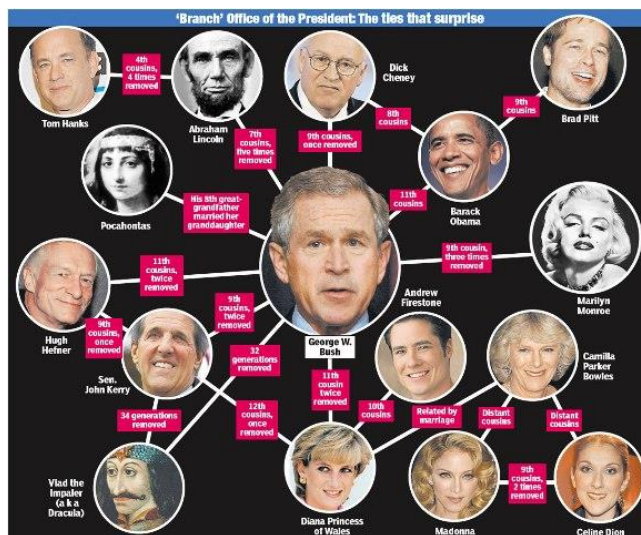 ‘Branch’ Office of the President: The ties that surprise
4th
cousins,
4 times
removed
Tom Hanks
Abraham
Lincoln
Dick
Cheney
8th
cousins
9th
cousins
Brad Pitt
7th
cousins,
five times
removed
9th cousins,
once removed
Pocahontas
His 8th great-
grandfather
married her
granddaughter
11th
cousins
Barack
Obama
11th
cousins,
twice
removed
9th cousin,
three times
removed
Marilyn
Monroe
Hugh
Hefner
9th
cousins,
once
removed
9th
cousins,
twice
removed
Andrew
Firestone
George W.
Bush
Sen.
John Kerry
32
generations
removed
Camilla
Parker
Bowles
11th
cousin
twice
removed
34 generations
removed
12th
cousins,
once
removed
10th
cousins
Related by
marriage
Distant
cousins
Distant
cousins
Vlad the
Impaler
(a k a
Dracula)
9th
cousins,
2 times
removed
Diana Princess
of Wales
Madonna
Celine Dion